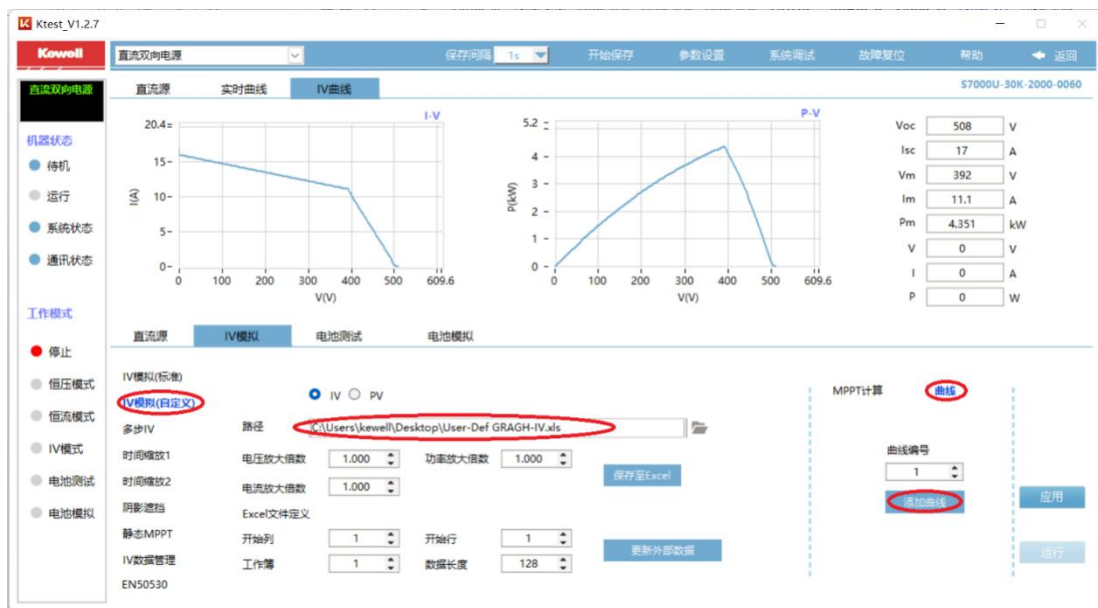 Ktest_V1.2.7
Kewell
直流双向电源 保存间隔 1s 开始保存 参数设置 系统调试 故障复位 帮助 返回
直流双向电源
直流源 实时曲线 IV曲线 S7000U-30K-2000-0060
机器状态
待机
运行
系统状态
通讯状态
工作模式
停止
恒压模式
恒流模式
IV模式
电池测试
电池模拟
I-V
20.4
15
10
5
0
I(A)
0 100 200 300 400 500 609.6
V(V)
P-V
5.2
4
3
2
1
0
P(kW)
0 100 200 300 400 500 609.6
V(V)
Voc 508 V
Isc 17 A
Vm 392 V
Im 11.1 A
Pm 4.351 kW
V 0 V
I 0 A
P 0 W
直流源 IV模拟 电池测试 电池模拟
IV模拟(标准)
IV模拟(自定义)
多步IV
时间缩放1
时间缩放2
阴影遮挡
静态MPPT
IV数据管理
EN50530
IV PV
路径 C:\Users\kewell\Desktop\User-Def GRAGH-IV.xls
电压放大倍数 1.000 功率放大倍数 1.000
电流放大倍数 1.000
保存至Excel
Excel文件定义
开始列 1 开始行 1
工作簿 1 数据长度 128
更新外部数据
MPPT计算 曲线
曲线编号
1
添加曲线
应用
运行